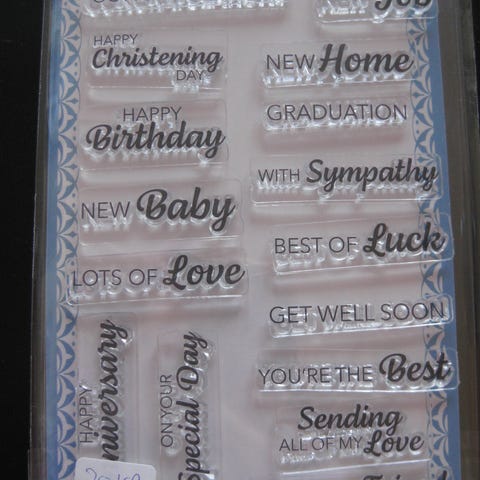 Job
HAPPY
Christening
DAY
NEW Home
HAPPY
Birthday
GRADUATION
WITH Sympathy
NEW Baby
BEST OF Luck
LOTS OF Love
GET WELL SOON
HAPPY
ON YOUR
Special Day
YOU'RE THE Best
Sending
ALL OF MY Love